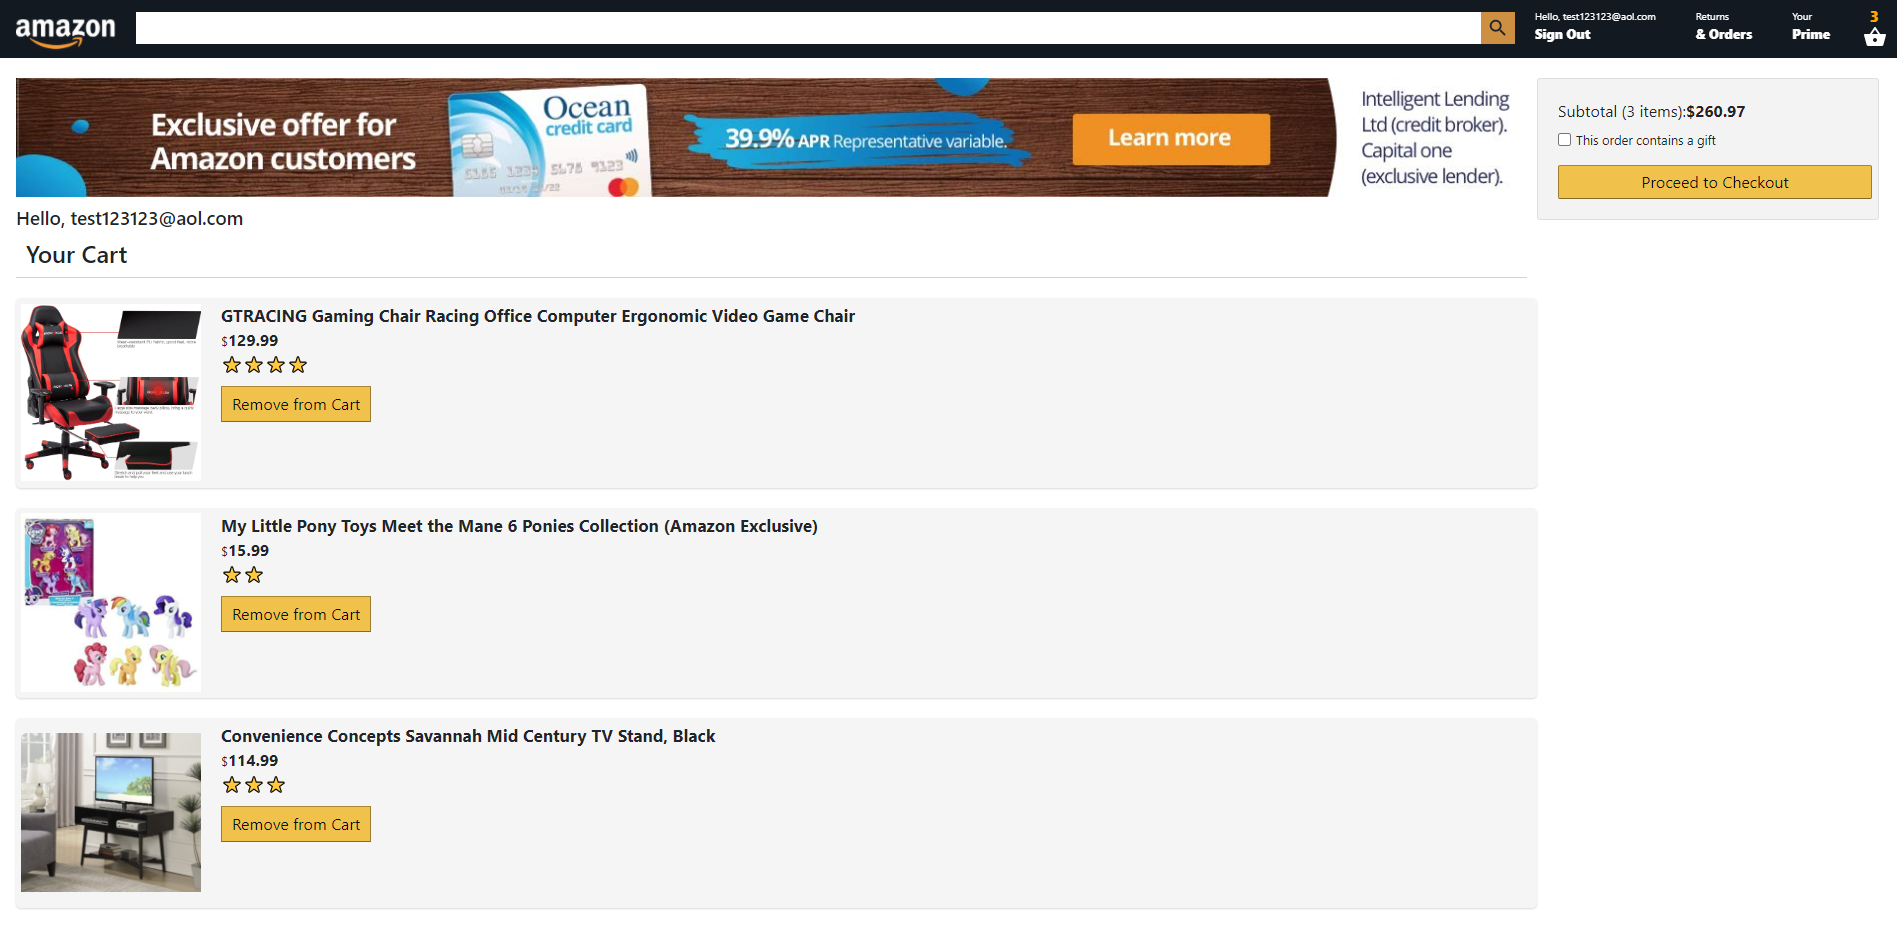 amazon
Hello, test123123@aol.com
Sign Out
Returns
& Orders
Your
Prime
3
Exclusive offer for
Amazon customers
Ocean
credit card
39.9% APR Representative variable.
Learn more
Intelligent Lending
Ltd (credit broker).
Capital one
(exclusive lender).
Subtotal (3 items):$260.97
This order contains a gift
Proceed to Checkout
Hello, test123123@aol.com
Your Cart
GTRACING Gaming Chair Racing Office Computer Ergonomic Video Game Chair
$129.99
Remove from Cart
My Little Pony Toys Meet the Mane 6 Ponies Collection (Amazon Exclusive)
$15.99
Remove from Cart
Convenience Concepts Savannah Mid Century TV Stand, Black
$114.99
Remove from Cart